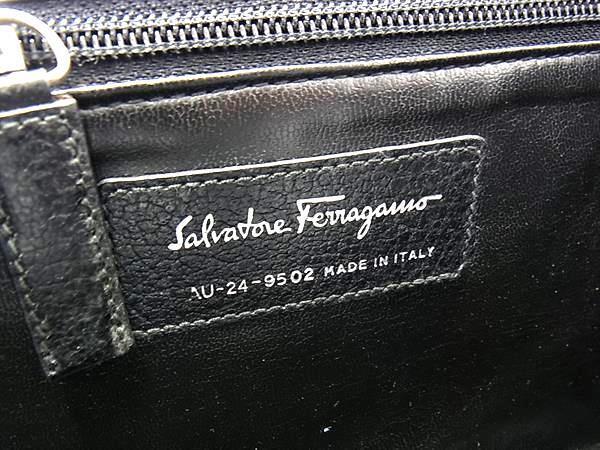 Salvatore Ferragamo
AU-24-9502 MADE IN ITALY